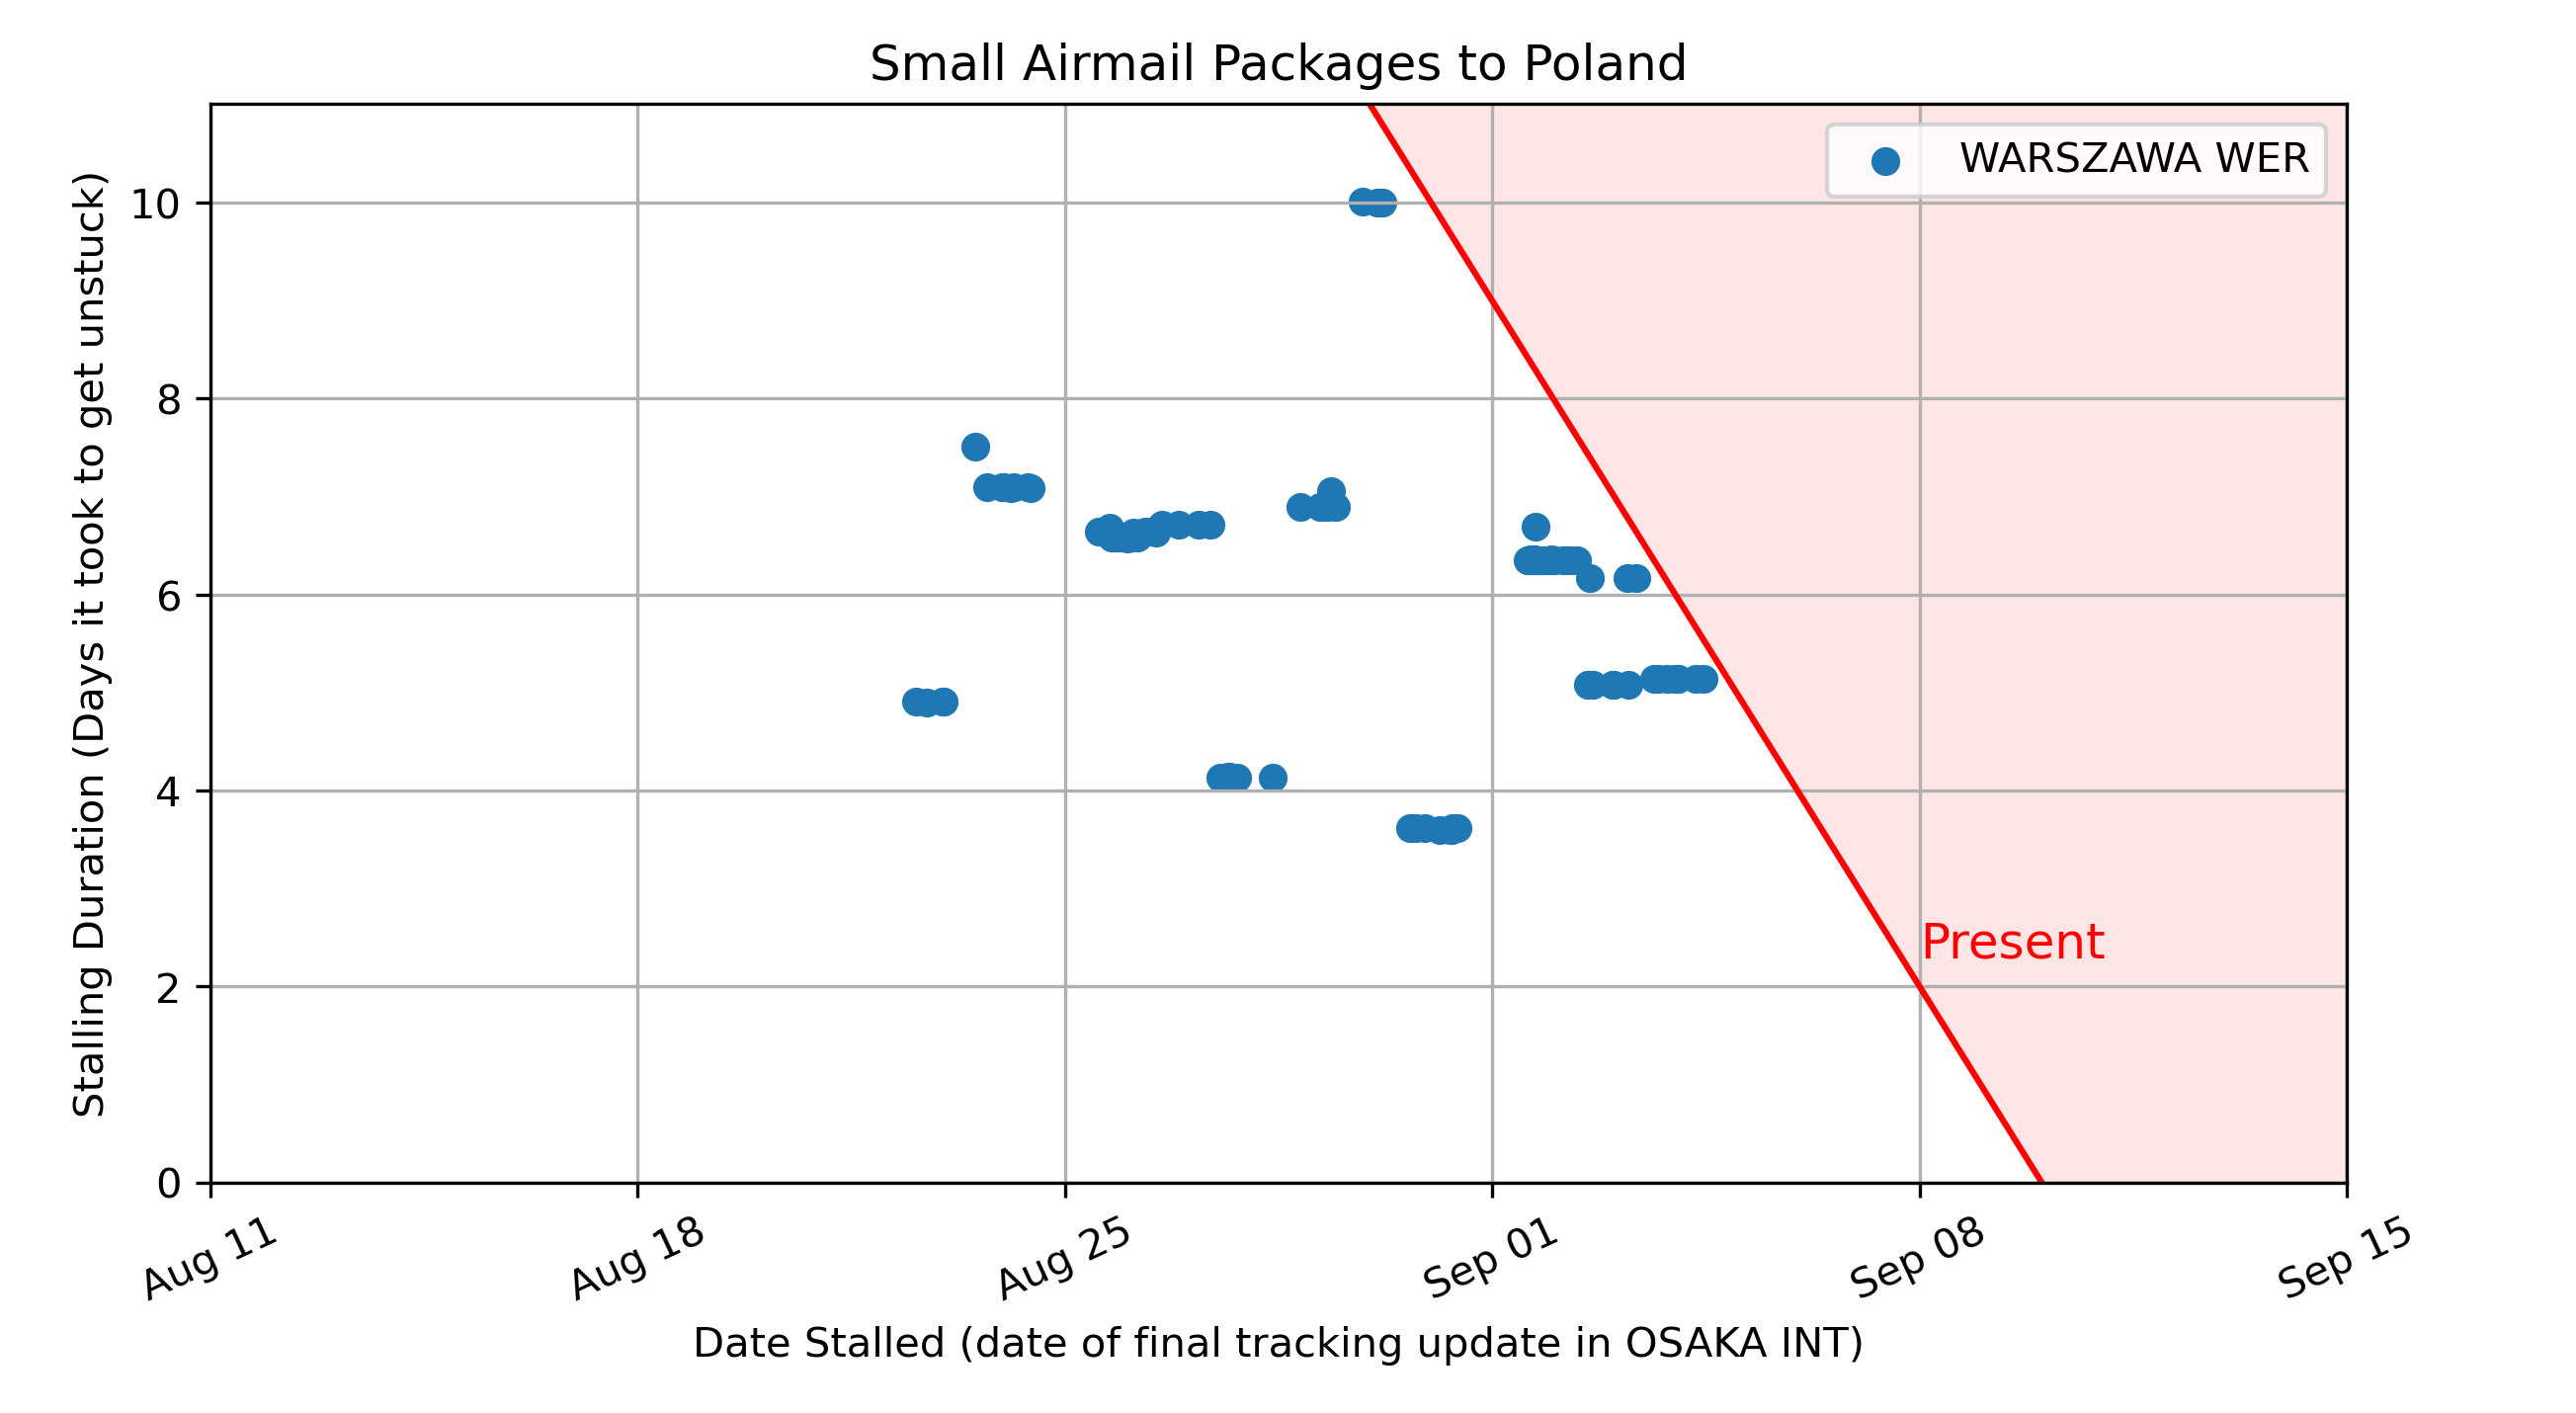 Small Airmail Packages to Poland
WARSZAWA WER
Stalling Duration (Days it took to get unstuck)
10
8
6
4
2
0
Present
Aug 11
Aug 18
Aug 25
Sep 01
Sep 08
Sep 15
Date Stalled (date of final tracking update in OSAKA INT)